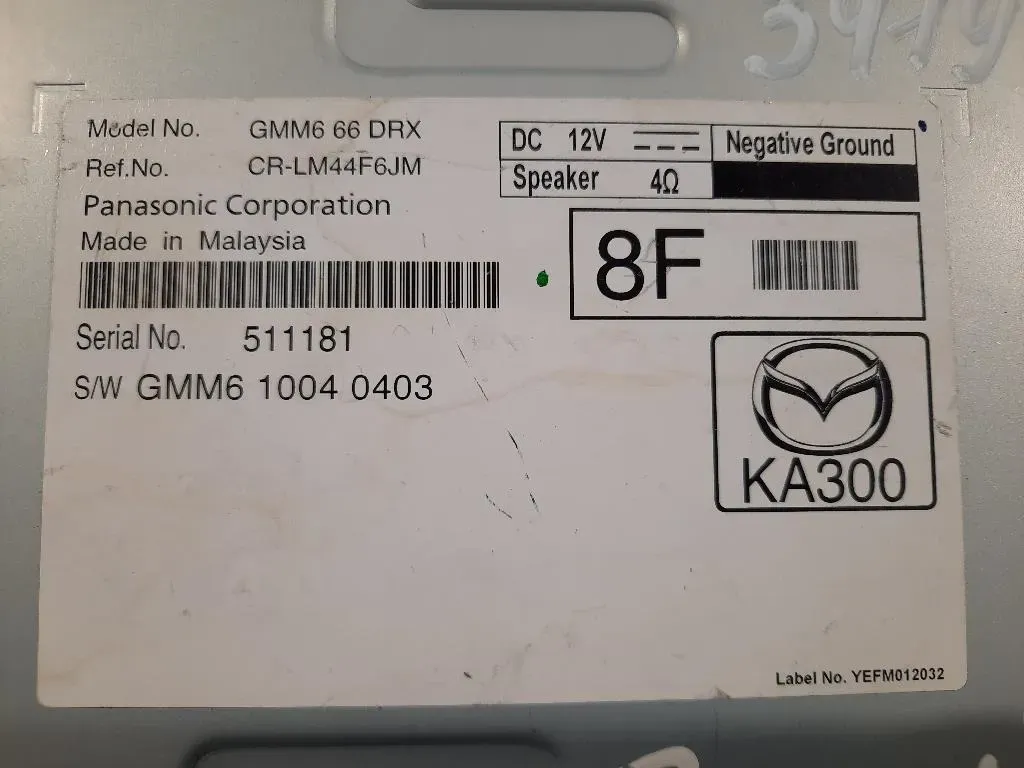 3979
Model No. GMM6 66 DRX
Ref.No. CR-LM44F6JM
Panasonic Corporation
Made in Malaysia
Serial No. 511181
S/W GMM6 1004 0403
DC 12V Negative Ground
Speaker 4Ω
8F
KA300
Label No. YEFM012032